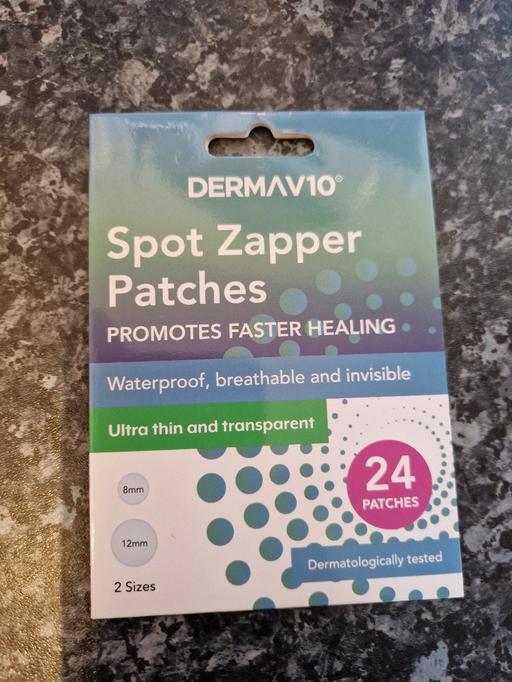 DERMAV10®
Spot Zapper
Patches
PROMOTES FASTER HEALING
Waterproof, breathable and invisible
Ultra thin and transparent
8mm
12mm
2 Sizes
24
PATCHES
Dermatologically tested